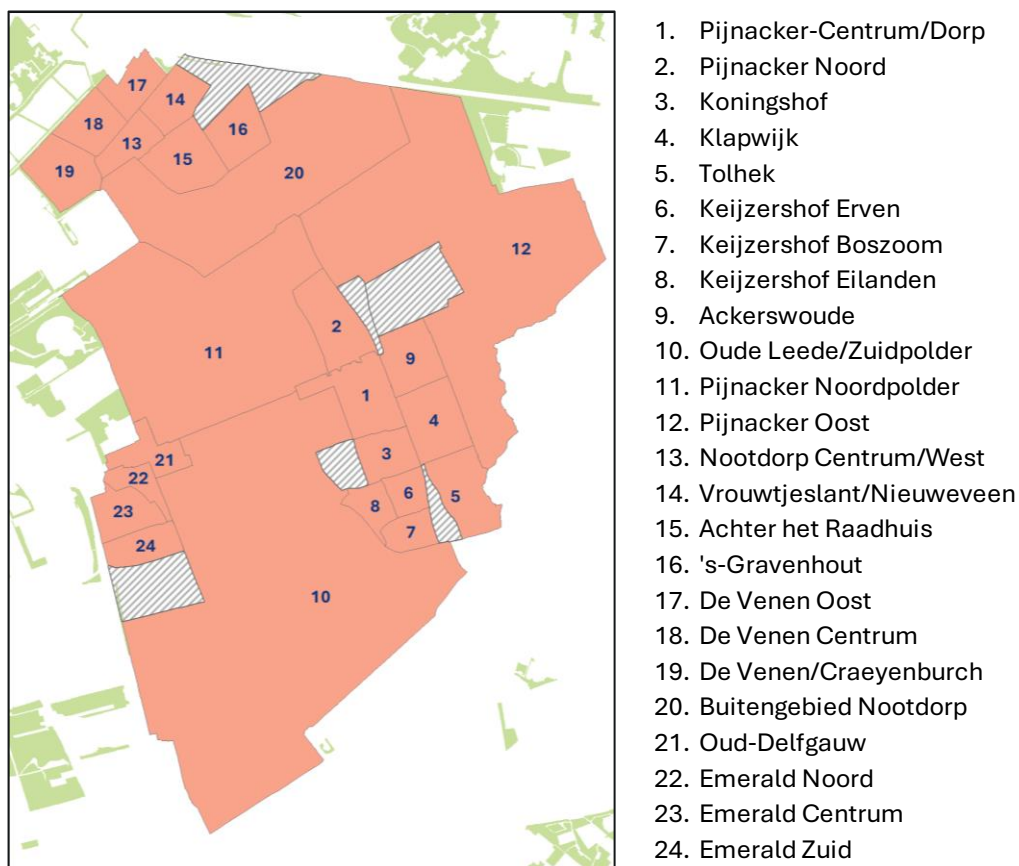 17
14
18
16
13
15
19
20
12
2
11
9
1
4
3
21
22
6
5
8
23
7
24
10
1. Pijnacker-Centrum/Dorp
2. Pijnacker Noord
3. Koningshof
4. Klapwijk
5. Tolhek
6. Keijzershof Erven
7. Keijzershof Boszoom
8. Keijzershof Eilanden
9. Ackerswoude
10. Oude Leede/Zuidpolder
11. Pijnacker Noordpolder
12. Pijnacker Oost
13. Nootdorp Centrum/West
14. Vrouwtjeslant/Nieuweveen
15. Achter het Raadhuis
16. 's-Gravenhout
17. De Venen Oost
18. De Venen Centrum
19. De Venen/Craeyenburch
20. Buitengebied Nootdorp
21. Oud-Delfgauw
22. Emerald Noord
23. Emerald Centrum
24. Emerald Zuid